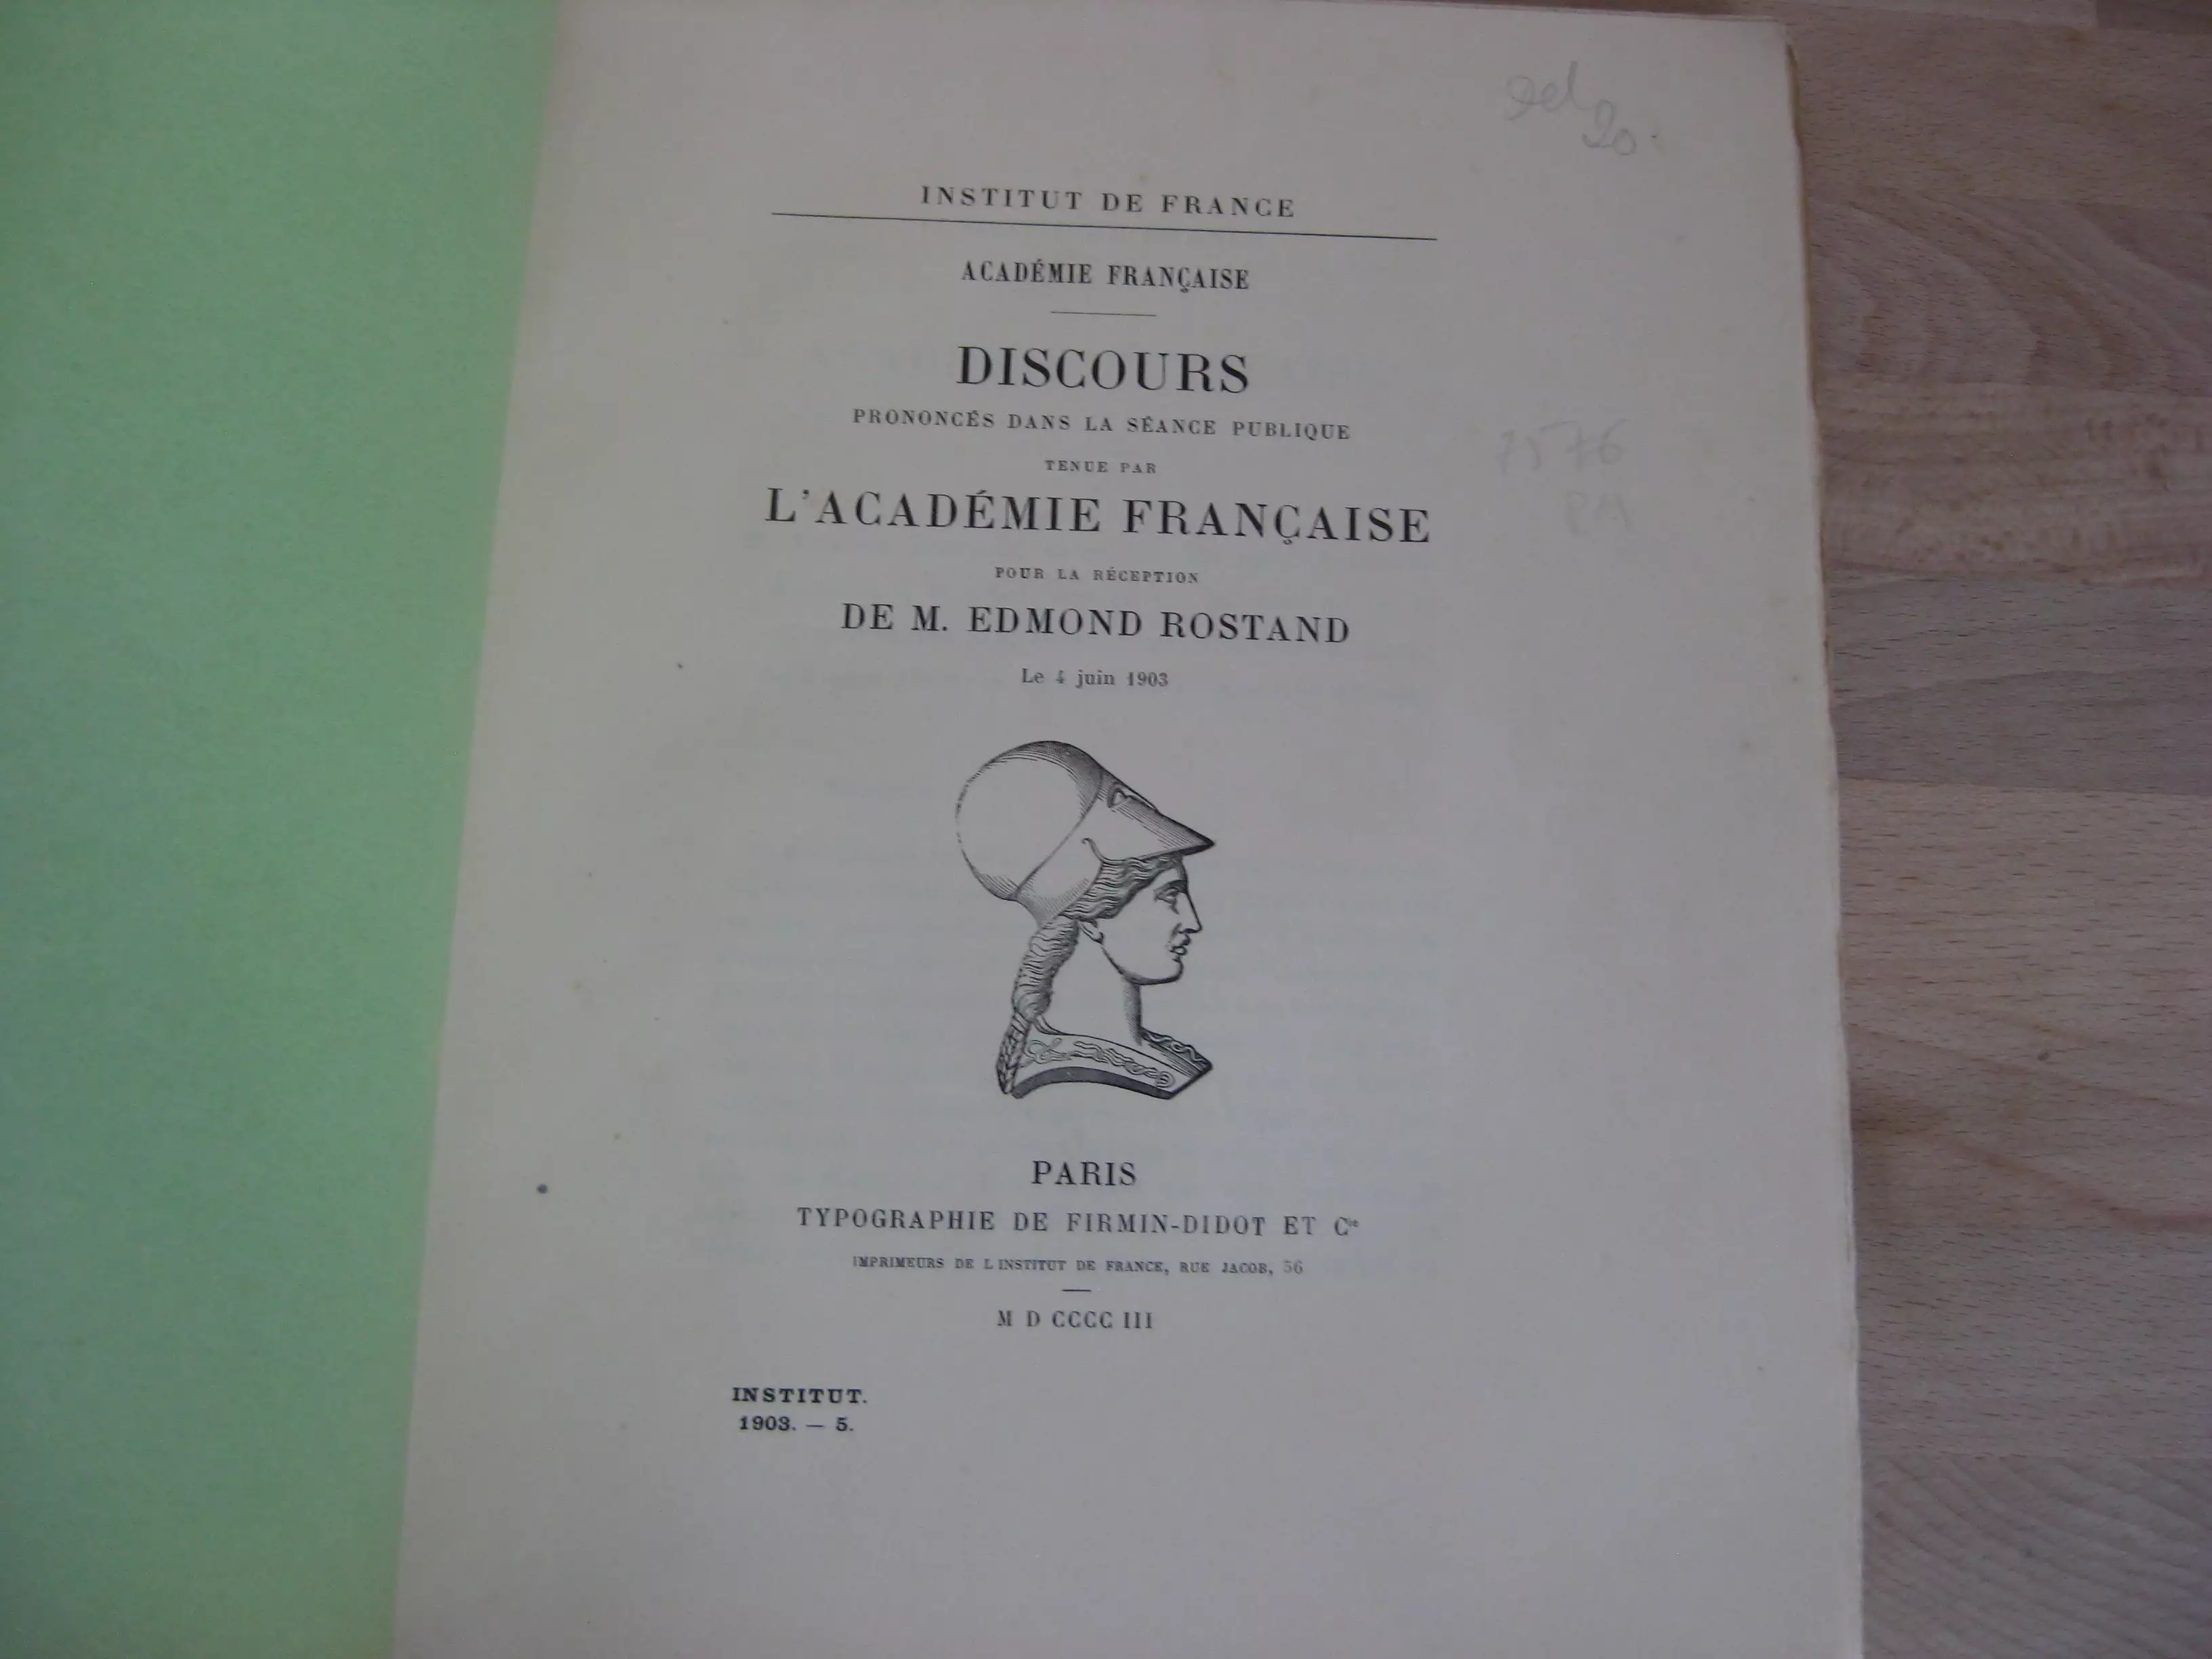 INSTITUT DE FRANCE
ACADÉMIE FRANÇAISE
DISCOURS
PRONONCÉS DANS LA SÉANCE PUBLIQUE
TENUE PAR
L'ACADÉMIE FRANÇAISE
7576
POUR LA RÉCEPTION
DE M. EDMOND ROSTAND
Le 4 juin 1903
PARIS
TYPOGRAPHIE DE FIRMIN-DIDOT ET Cie
IMPRIMEURS DE L'INSTITUT DE FRANCE, RUE JACOB, 56
M D CCCC III
INSTITUT.
1903. — 5.